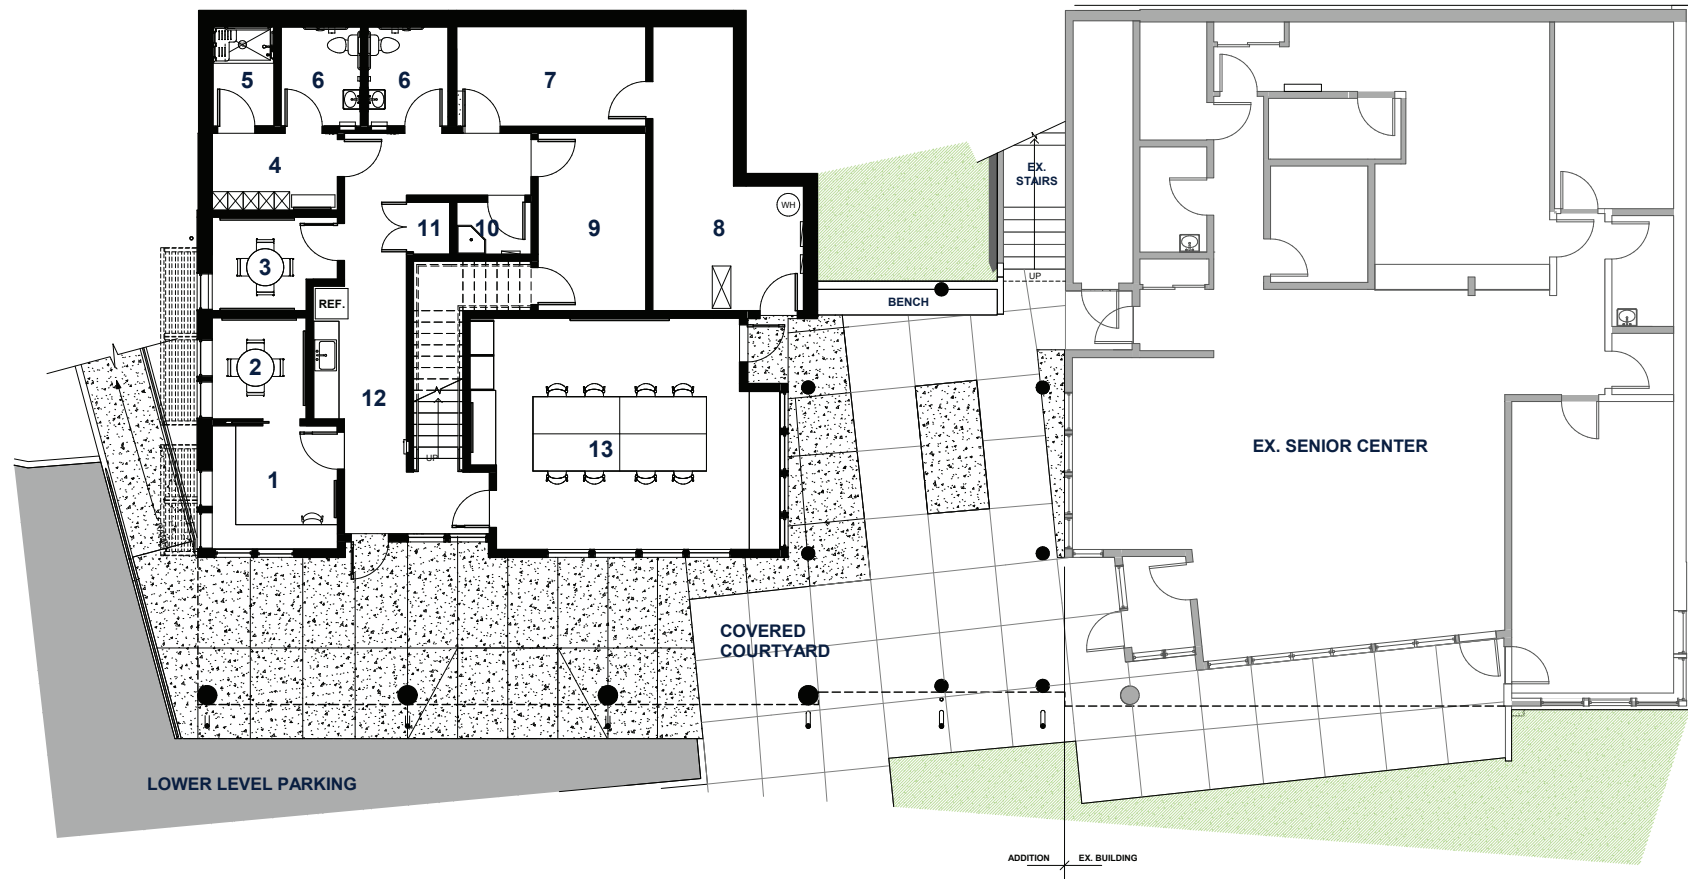 5
6
6
7
4
EX.
STAIRS
WH
11
10
9
8
3
UP
REF.
BENCH
2
12
13
EX. SENIOR CENTER
UP
1
COVERED
COURTYARD
LOWER LEVEL PARKING
ADDITION
EX. BUILDING